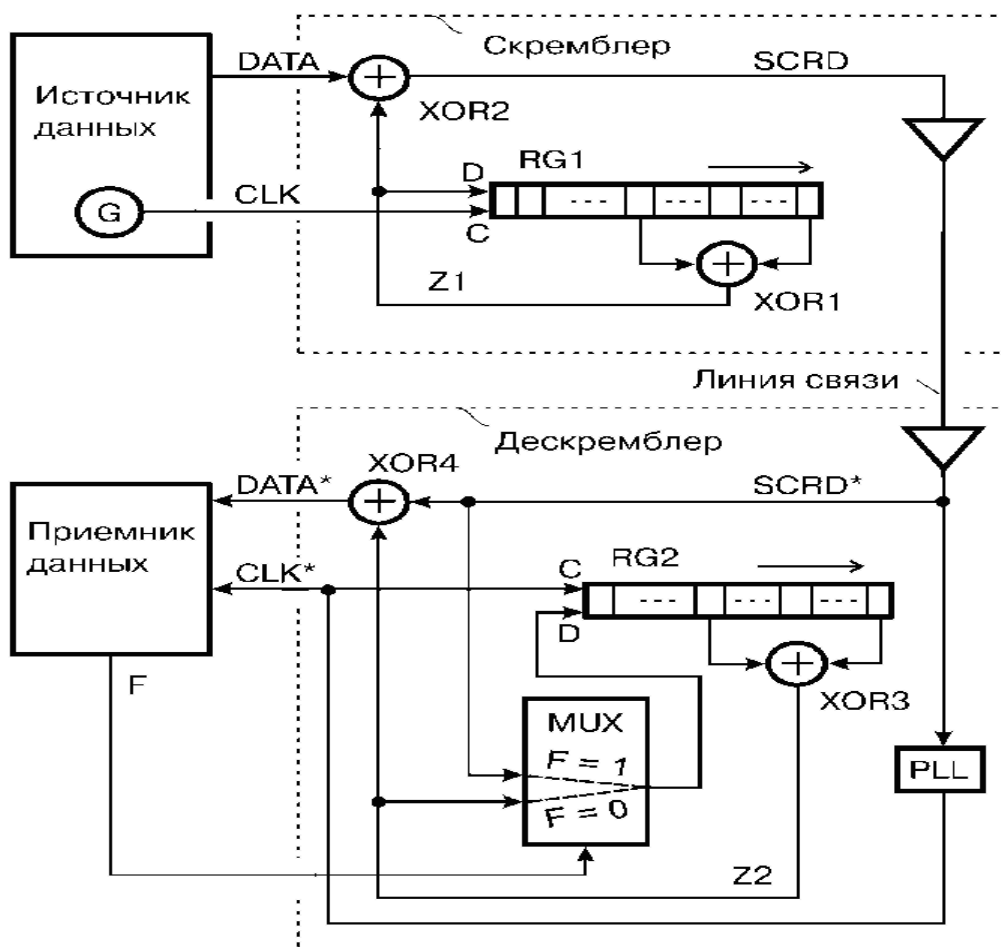 Скремблер
DATA
SCRD
Источник
данных
XOR2
RG1
D
CLK
G
C
Z1
XOR1
Линия связи
Дескремблер
XOR4
DATA*
SCRD*
Приемник
данных
RG2
CLK*
C
D
F
XOR3
MUX
F = 1
F = 0
PLL
Z2